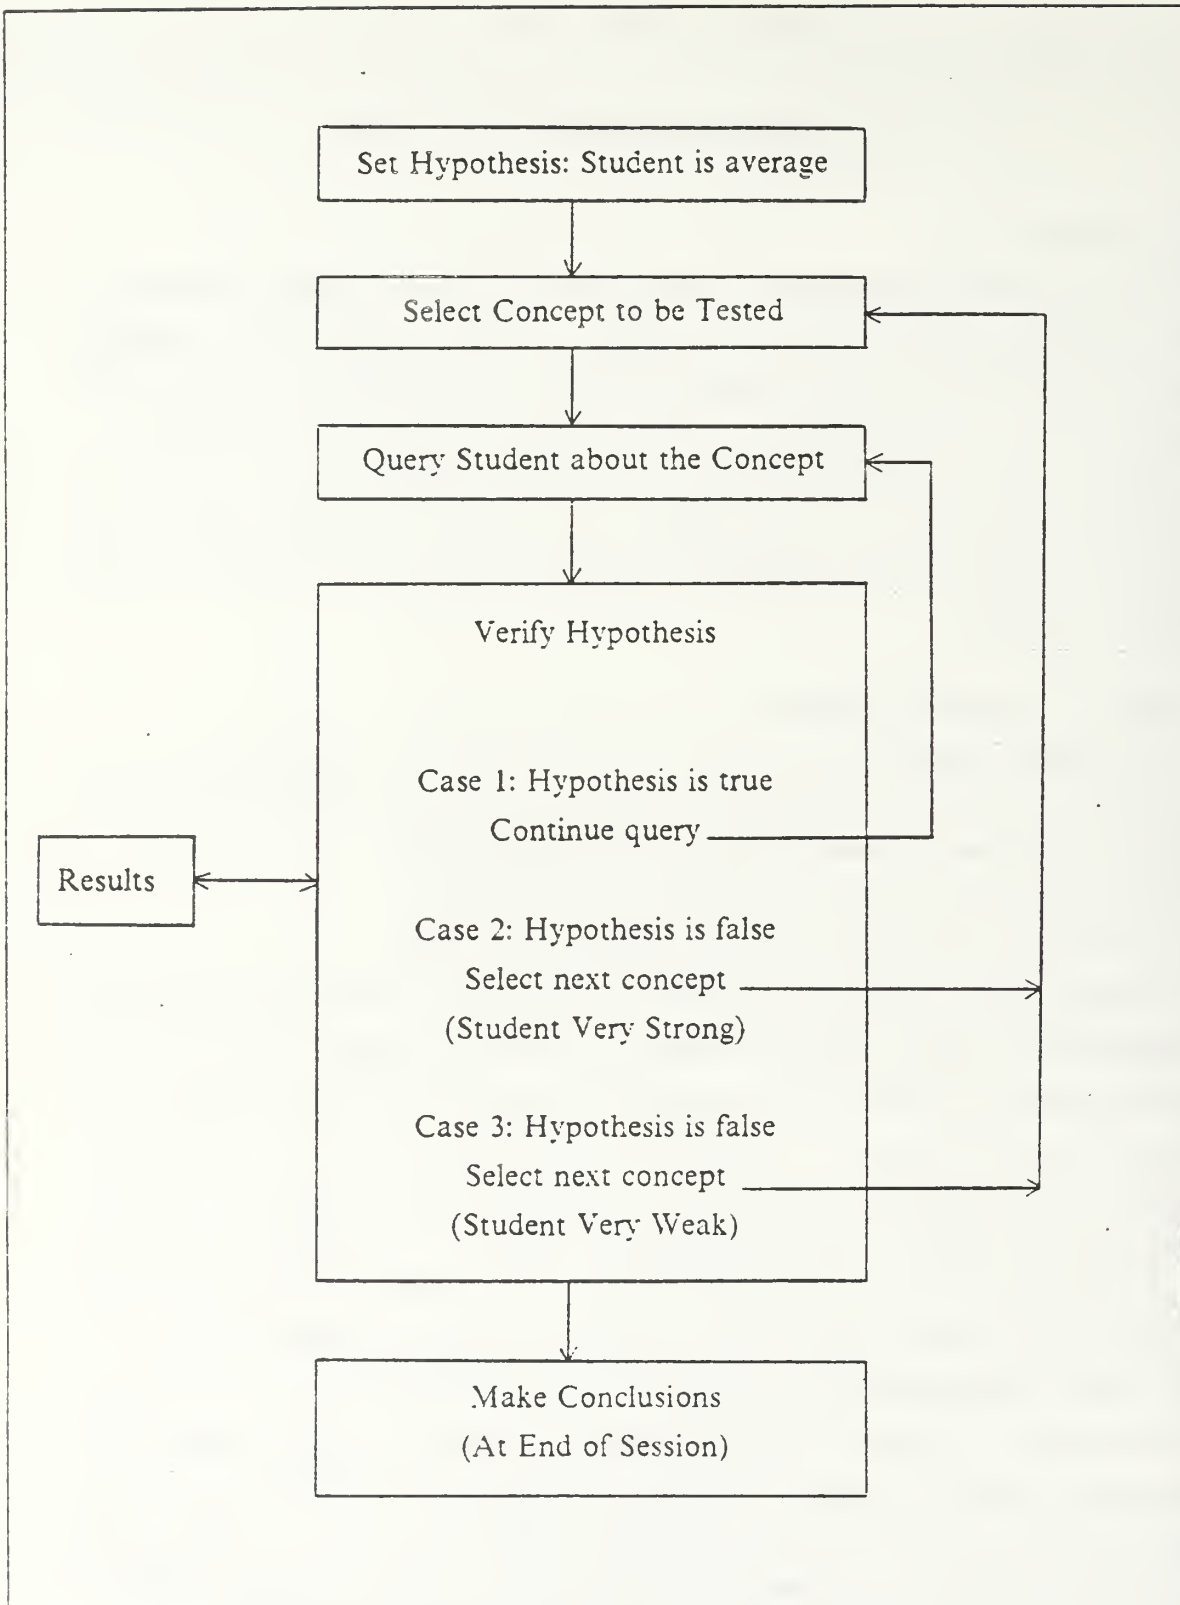 Set Hypothesis: Student is average
Select Concept to be Tested
Query Student about the Concept
Verify Hypothesis
Case 1: Hypothesis is true
Continue query
Results
Case 2: Hypothesis is false
Select next concept
(Student Very Strong)
Case 3: Hypothesis is false
Select next concept
(Student Very Weak)
Make Conclusions
(At End of Session)